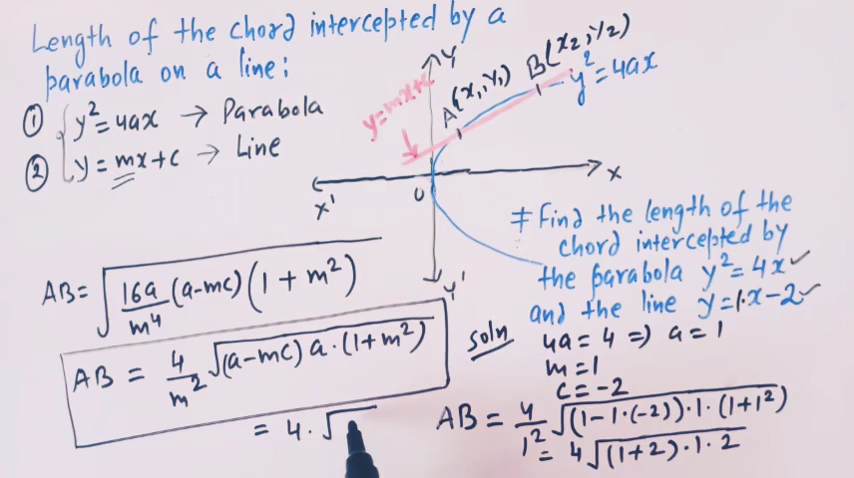 Length of the chord intercepted by a
parabola on a line:
① y²=4ax → Parabola
② y = mx+c → Line
Y
A(x₁,y₁)
B(x₂,y₂)
y²=4ax
y=mx+c
X
X'
O
Y'
≠ Find the length of the
chord intercepted by
the parabola y²=4x ✓
and the line y=1·x-2 ✓
AB= √(16a/m⁴ (a-mc)(1+m²))
AB = 4/m² √((a-mc) a·(1+m²))
= 4·√
soln
4a = 4 ⇒ a = 1
m = 1
c = -2
AB = 4/1² √((1-1·(-2))·1·(1+1²))
= 4√((1+2)·1·2)